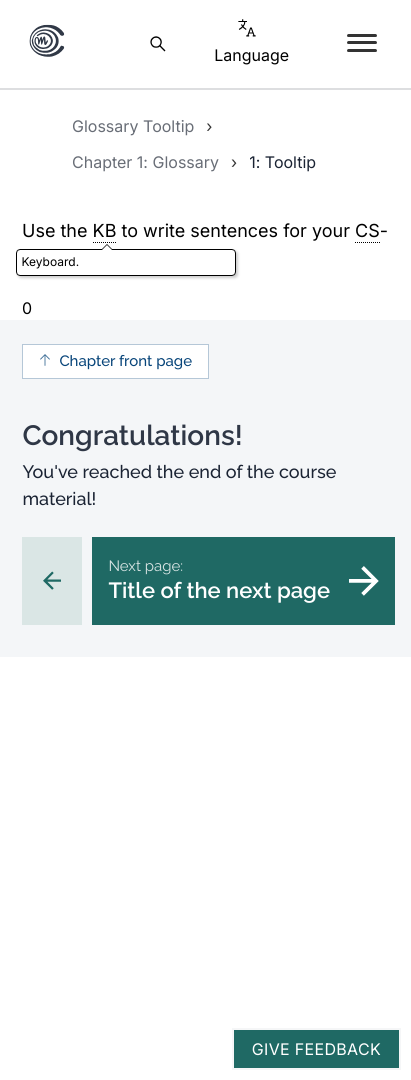 Language
Glossary Tooltip ›
Chapter 1: Glossary › 1: Tooltip
Use the KB to write sentences for your CS-
Keyboard.
0
↑ Chapter front page
Congratulations!
You've reached the end of the course
material!
Next page:
Title of the next page
GIVE FEEDBACK